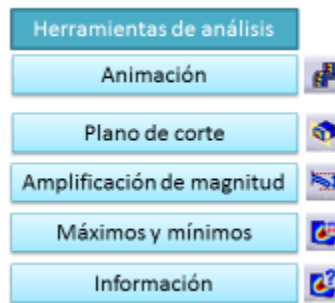 Herramientas de análisis
Animación
Plano de corte
Amplificación de magnitud
Máximos y mínimos
Información